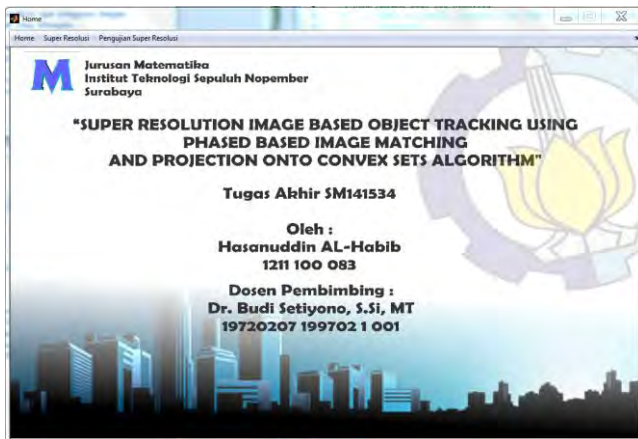 Home
Home Super Resolusi Pengujian Super Resolusi
M Jurusan Matematika
Institut Teknologi Sepuluh Nopember
Surabaya
"SUPER RESOLUTION IMAGE BASED OBJECT TRACKING USING
PHASED BASED IMAGE MATCHING
AND PROJECTION ONTO CONVEX SETS ALGORITHM"
Tugas Akhir SM141534
Oleh :
Hasanuddin AL-Habib
1211 100 083
Dosen Pembimbing :
Dr. Budi Setiyono, S.Si, MT
19720207 199702 1 001